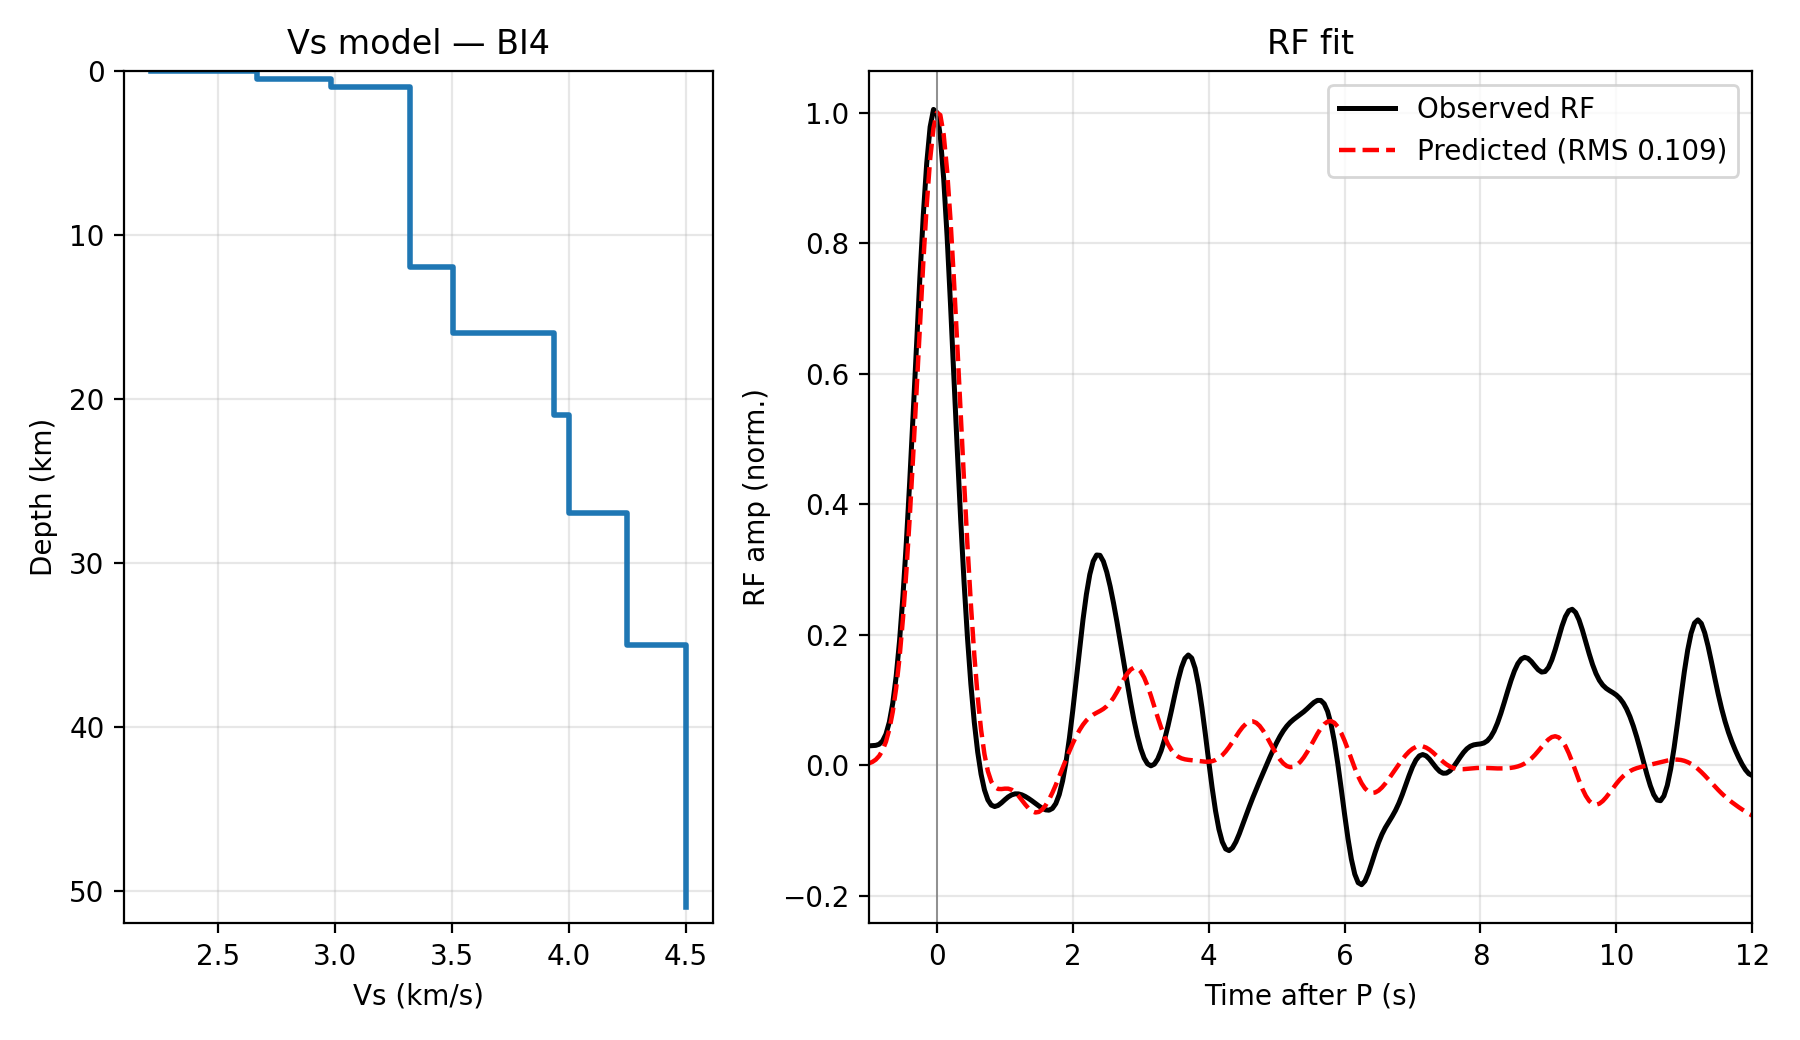 Vs model — BI4
0
10
20
30
40
50
Depth (km)
2.5 3.0 3.5 4.0 4.5
Vs (km/s)
RF fit
Observed RF
Predicted (RMS 0.109)
1.0
0.8
0.6
0.4
0.2
0.0
−0.2
RF amp (norm.)
0 2 4 6 8 10 12
Time after P (s)